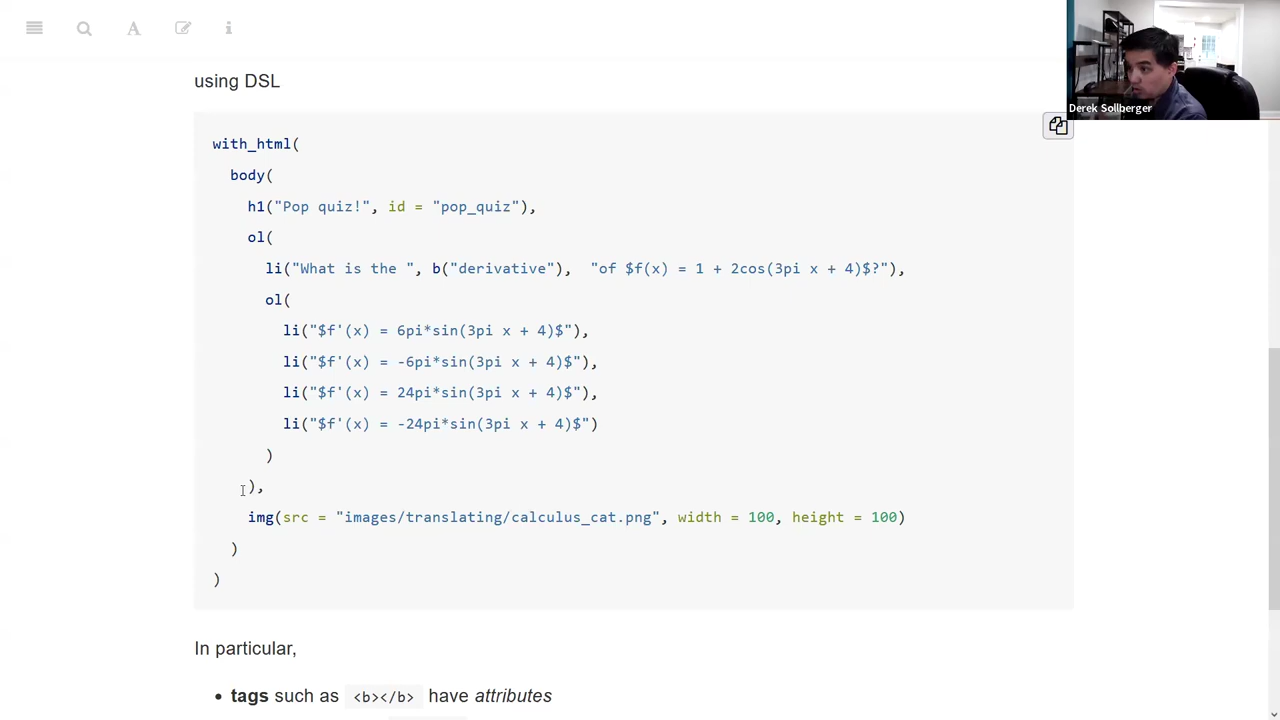 using DSL
Derek Sollberger
with_html(
body(
h1("Pop quiz!", id = "pop_quiz"),
ol(
li("What is the ", b("derivative"),  "of $f(x) = 1 + 2cos(3pi x + 4)$?"),
ol(
li("$f'(x) = 6pi*sin(3pi x + 4)$"),
li("$f'(x) = -6pi*sin(3pi x + 4)$"),
li("$f'(x) = 24pi*sin(3pi x + 4)$"),
li("$f'(x) = -24pi*sin(3pi x + 4)$")
)
),
img(src = "images/translating/calculus_cat.png", width = 100, height = 100)
)
)
In particular,
• tags such as <b></b> have attributes